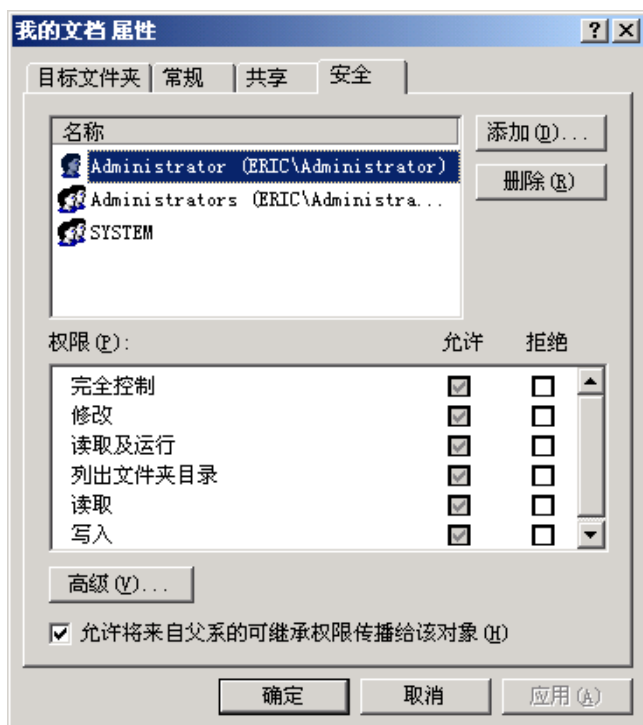 我的文档 属性
目标文件夹 常规 共享 安全
名称
添加(D)...
Administrator (ERIC\Administrator)
删除(R)
Administrators (ERIC\Administra...
SYSTEM
权限(P): 允许 拒绝
完全控制
修改
读取及运行
列出文件夹目录
读取
写入
高级(V)...
允许将来自父系的可继承权限传播给该对象(H)
确定 取消 应用(A)